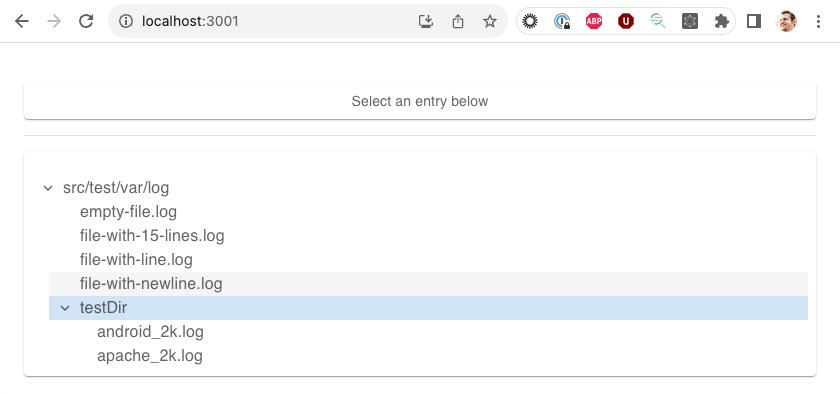 localhost:3001
ABP
Select an entry below
src/test/var/log
empty-file.log
file-with-15-lines.log
file-with-line.log
file-with-newline.log
testDir
android_2k.log
apache_2k.log